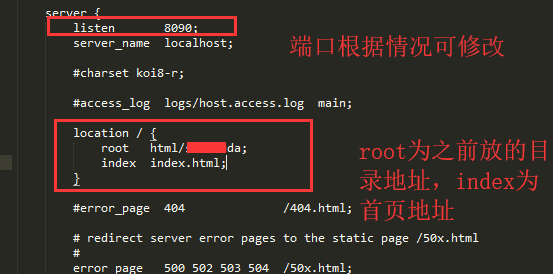 server {
listen 8090;
端口根据情况可修改
server_name localhost;
#charset koi8-r;
#access_log logs/host.access.log main;
location / {
root html/ da;
index index.html;
}
root为之前放的目
录地址，index为
首页地址
#error_page 404 /404.html;
# redirect server error pages to the static page /50x.html
#
error_page 500 502 503 504 /50x.html;